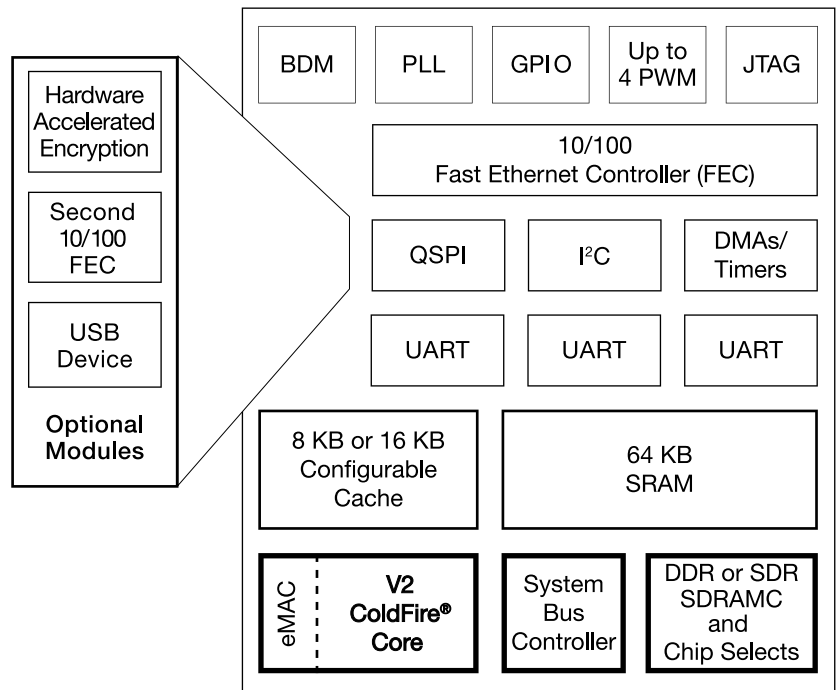 BDM
PLL
GPIO
Up to
4 PWM
JTAG
Hardware
Accelerated
Encryption
Second
10/100
FEC
USB
Device
Optional
Modules
10/100
Fast Ethernet Controller (FEC)
QSPI
I²C
DMAs/
Timers
UART
UART
UART
8 KB or 16 KB
Configurable
Cache
64 KB
SRAM
eMAC
V2
ColdFire®
Core
System
Bus
Controller
DDR or SDR
SDRAMC
and
Chip Selects